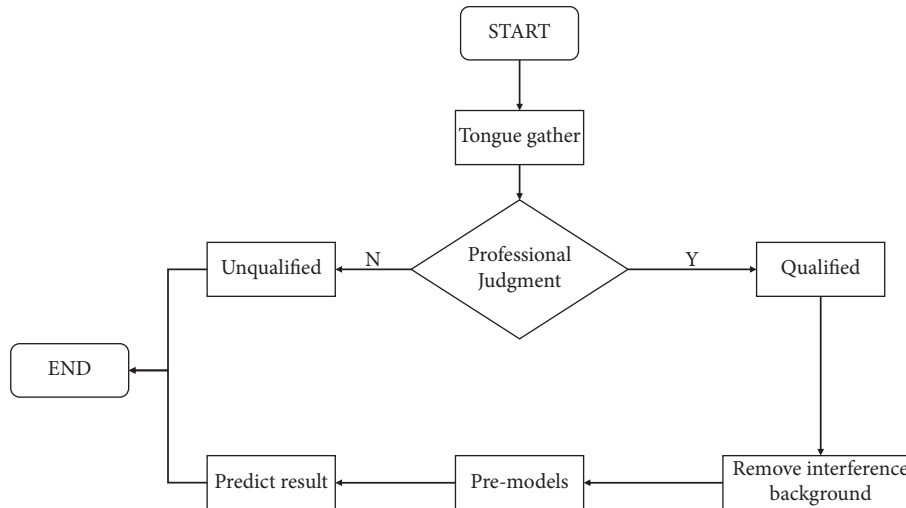 START
Tongue gather
Professional
Judgment
N
Y
Unqualified
Qualified
END
Predict result
Pre-models
Remove interference
background